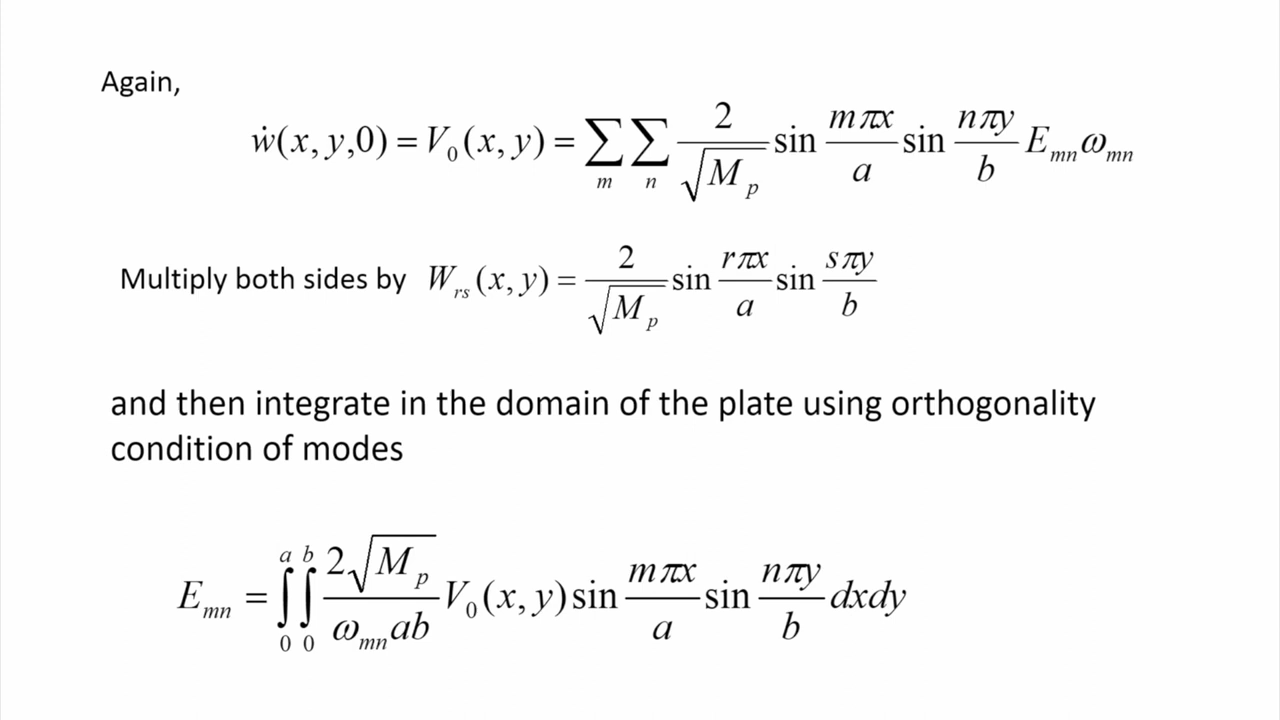 Again,
ẇ(x, y,0) = V₀(x, y) = ∑ₘ ∑ₙ 2/√Mₚ sin mπx/a sin nπy/b Eₘₙωₘₙ
Multiply both sides by Wᵣₛ(x, y) = 2/√Mₚ sin rπx/a sin sπy/b
and then integrate in the domain of the plate using orthogonality
condition of modes
Eₘₙ = ∫₀ᵃ ∫₀ᵇ 2√Mₚ/ωₘₙab V₀(x, y) sin mπx/a sin nπy/b dxdy